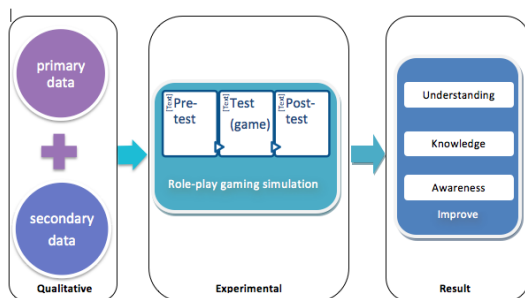 primary
data
secondary
data
Qualitative
[Text]
Pre-
test
[Text]
Test
(game)
[Text]
Post-
test
Role-play gaming simulation
Experimental
Understanding
Knowledge
Awareness
Improve
Result